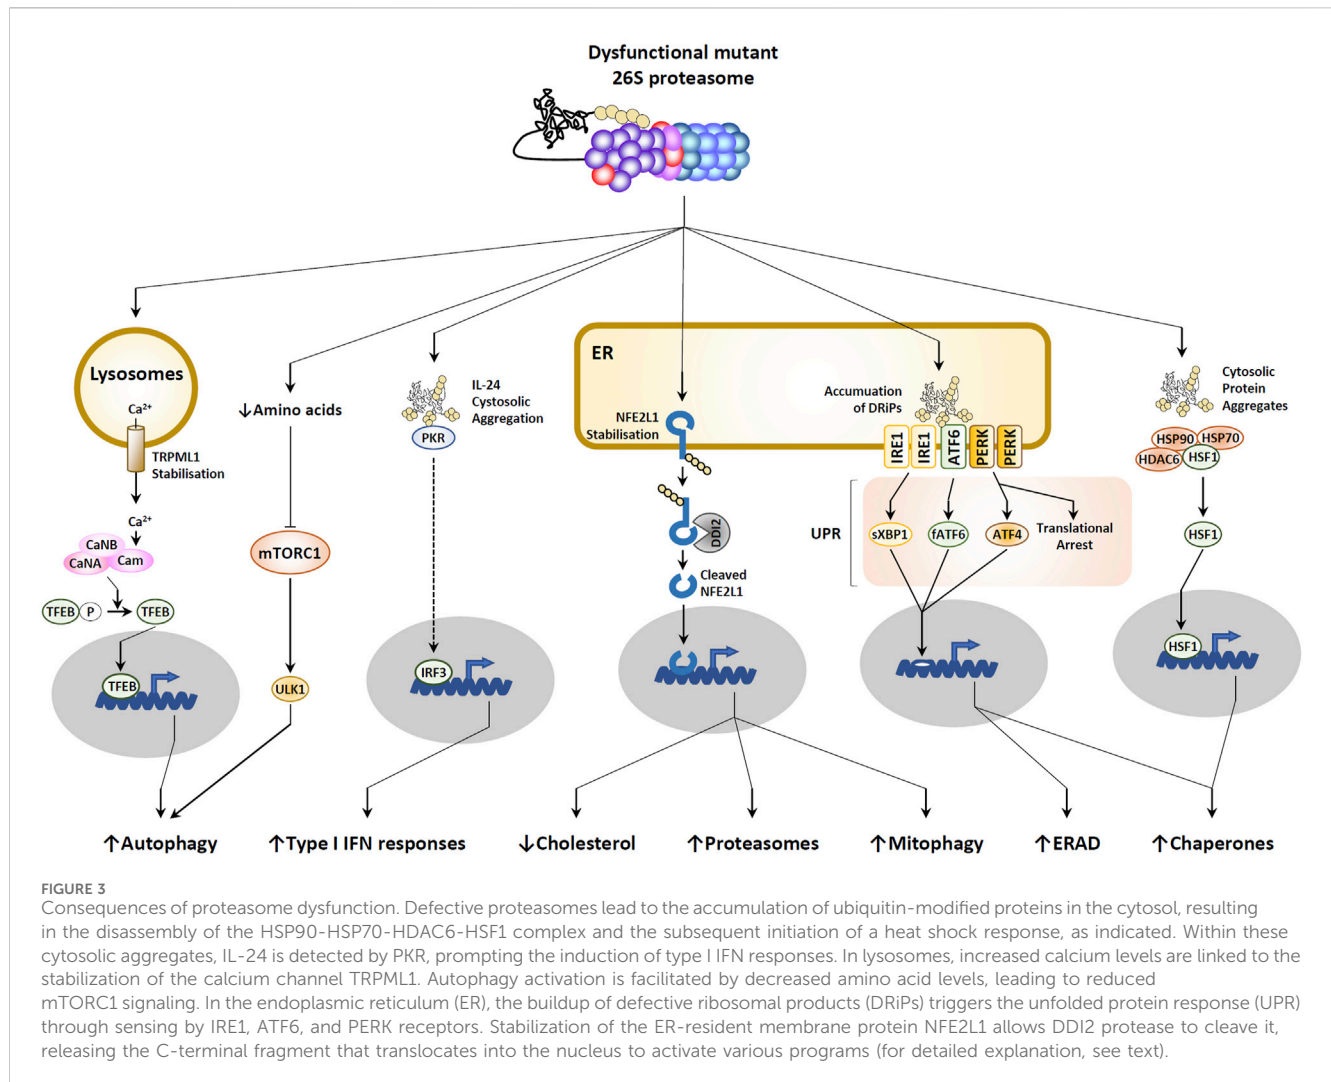 Dysfunctional mutant
26S proteasome
Lysosomes
Ca²⁺
TRPML1
Stabilisation
Ca²⁺
CaNB
CaNA
Cam
TFEB
P
TFEB
TFEB
↓Amino acids
mTORC1
ULK1
IL-24
Cystosolic
Aggregation
PKR
IRF3
ER
NFE2L1
Stabilisation
DDI2
Cleaved
NFE2L1
Accumuation
of DRiPs
IRE1
IRE1
ATF6
PERK
PERK
UPR
sXBP1
fATF6
ATF4
Translational
Arrest
Cytosolic
Protein
Aggregates
HSP90
HSP70
HDAC6
HSF1
HSF1
HSF1
↑Autophagy
↑Type I IFN responses
↓Cholesterol
↑Proteasomes
↑Mitophagy
↑ERAD
↑Chaperones
FIGURE 3
Consequences of proteasome dysfunction. Defective proteasomes lead to the accumulation of ubiquitin-modified proteins in the cytosol, resulting
in the disassembly of the HSP90-HSP70-HDAC6-HSF1 complex and the subsequent initiation of a heat shock response, as indicated. Within these
cytosolic aggregates, IL-24 is detected by PKR, prompting the induction of type I IFN responses. In lysosomes, increased calcium levels are linked to the
stabilization of the calcium channel TRPML1. Autophagy activation is facilitated by decreased amino acid levels, leading to reduced
mTORC1 signaling. In the endoplasmic reticulum (ER), the buildup of defective ribosomal products (DRiPs) triggers the unfolded protein response (UPR)
through sensing by IRE1, ATF6, and PERK receptors. Stabilization of the ER-resident membrane protein NFE2L1 allows DDI2 protease to cleave it,
releasing the C-terminal fragment that translocates into the nucleus to activate various programs (for detailed explanation, see text).